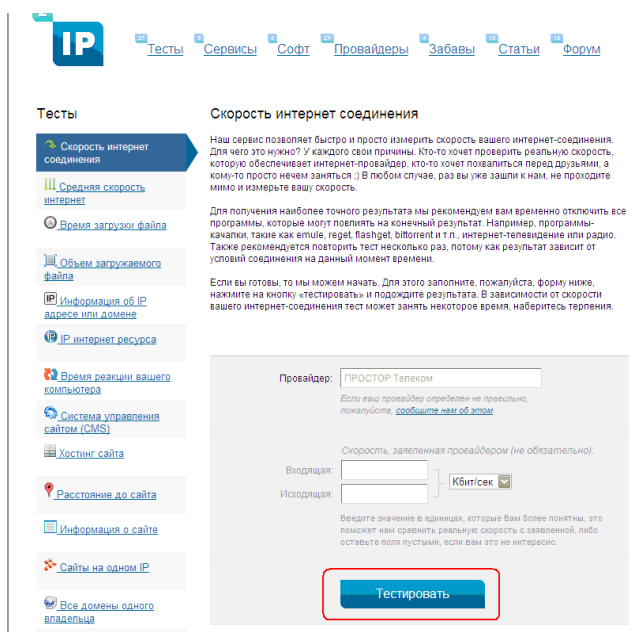 IP
Тесты Сервисы Софт Провайдеры Забавы Статьи Форум
Тесты
Скорость интернет соединения
Средняя скорость интернет
Время загрузки файла
Объем загружаемого файла
Информация об IP адресе или домене
IP интернет ресурса
Время реакции вашего компьютера
Система управления сайтом (CMS)
Хостинг сайта
Расстояние до сайта
Информация о сайте
Сайты на одном IP
Все домены одного владельца
Скорость интернет соединения
Наш сервис позволяет быстро и просто измерить скорость вашего интернет-соединения.
Для чего это нужно? У каждого свои причины. Кто-то хочет проверить реальную скорость,
которую обеспечивает интернет-провайдер, кто-то хочет похвалиться перед друзьями, а
кому-то просто нечем заняться ;) В любом случае, раз вы уже зашли к нам, не проходите
мимо и измерьте вашу скорость.
Для получения наиболее точного результата мы рекомендуем вам временно отключить все
программы, которые могут повлиять на конечный результат. Например, программы-
качалки, такие как emule, reget, flashget, bittorrent и т.п., интернет-телевидение или радио.
Также рекомендуется повторить тест несколько раз, потому как результат зависит от
условий соединения на данный момент времени.
Если вы готовы, то мы можем начать. Для этого заполните, пожалуйста, форму ниже,
нажмите на кнопку «тестировать» и подождите результата. В зависимости от скорости
вашего интернет-соединения тест может занять некоторое время, наберитесь терпения.
Провайдер: ПРОСТОР Телеком
Если ваш провайдер определен не правильно,
пожалуйста, сообщите нам об этом.
Скорость, заявленная провайдером (не обязательно):
Входящая:
Исходящая:
Кбит/сек
Введите значение в единицах, которые Вам более понятны, это
поможет нам сравнить реальную скорость с заявленной, либо
оставьте поля пустыми, если вам это не интересно.
Тестировать